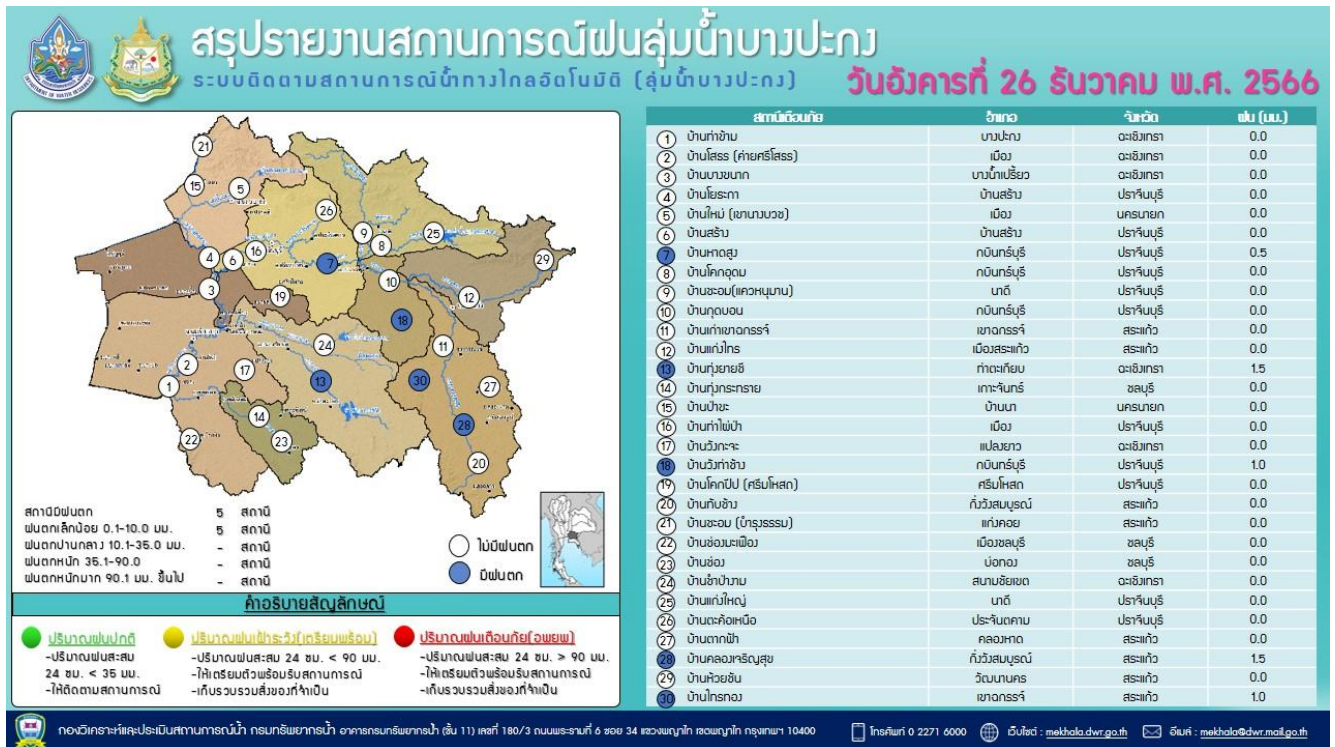 สรุปรายงานสถานการณ์ฝนลุ่มน้ำบางปะกง
ระบบติดตามสถานการณ์น้ำทางไกลอัตโนมัติ (ลุ่มน้ำบางปะกง)
วันอังคารที่ 26 ธันวาคม พ.ศ. 2566
สถานีเตือนภัย อำเภอ จังหวัด ฝน (มม.)
1 บ้านท่าข้าม บางปะกง ฉะเชิงเทรา 0.0
2 บ้านโสธร (ค่ายศรีโสธร) เมือง ฉะเชิงเทรา 0.0
3 บ้านบางขนาก บางน้ำเปรี้ยว ฉะเชิงเทรา 0.0
4 บ้านโยธะกา บ้านสร้าง ปราจีนบุรี 0.0
5 บ้านใหม่ (เขานางบวช) เมือง นครนายก 0.0
6 บ้านสร้าง บ้านสร้าง ปราจีนบุรี 0.0
7 บ้านหาดสูง กบินทร์บุรี ปราจีนบุรี 0.5
8 บ้านโคกอุดม กบินทร์บุรี ปราจีนบุรี 0.0
9 บ้านชะอม(แควหนุมาน) นาดี ปราจีนบุรี 0.0
10 บ้านกุดบอน กบินทร์บุรี ปราจีนบุรี 0.0
11 บ้านเก่าเขาฉกรรจ์ เขาฉกรรจ์ สระแก้ว 0.0
12 บ้านแก่งไทร เมืองสระแก้ว สระแก้ว 0.0
13 บ้านทุ่งยายชี ท่าตะเกียบ ฉะเชิงเทรา 1.5
14 บ้านทุ่งกระทราย เกาะจันทร์ ชลบุรี 0.0
15 บ้านป่าขะ บ้านนา นครนายก 0.0
16 บ้านท่าไผ่ป่า เมือง ปราจีนบุรี 0.0
17 บ้านวังกะจะ แปลงยาว ฉะเชิงเทรา 0.0
18 บ้านวังท่าช้าง กบินทร์บุรี ปราจีนบุรี 1.0
19 บ้านโคกปีป (ศรีมโหสถ) ศรีมโหสถ ปราจีนบุรี 0.0
20 บ้านทับช้าง กิ่งวังสมบูรณ์ สระแก้ว 0.0
21 บ้านชะอม (บำรุงธรรม) แก่งคอย สระแก้ว 0.0
22 บ้านช่องมะเฟือง เมืองชลบุรี ชลบุรี 0.0
23 บ้านช่อง บ่อทอง ชลบุรี 0.0
24 บ้านซำป่างาม สนามชัยเขต ฉะเชิงเทรา 0.0
25 บ้านแก่งใหญ่ นาดี ปราจีนบุรี 0.0
26 บ้านตะค้อเหนือ ประจันตคาม ปราจีนบุรี 0.0
27 บ้านตากฟ้า คลองหาด สระแก้ว 0.0
28 บ้านคลองเจริญสุข กิ่งวังสมบูรณ์ สระแก้ว 1.5
29 บ้านห้วยชัน วัฒนานคร สระแก้ว 0.0
30 บ้านไทรทอง เขาฉกรรจ์ สระแก้ว 1.0
สถานีมีฝนตก 5 สถานี
ฝนตกเล็กน้อย 0.1-10.0 มม. 5 สถานี
ฝนตกปานกลาง 10.1-35.0 มม. - สถานี
ฝนตกหนัก 35.1-90.0 - สถานี
ฝนตกหนักมาก 90.1 มม. ขึ้นไป - สถานี
ไม่มีฝนตก
มีฝนตก
คำอธิบายสัญลักษณ์
ปริมาณฝนปกติ
-ปริมาณฝนสะสม
24 ชม. < 35 มม.
-ให้ติดตามสถานการณ์
ปริมาณฝนเฝ้าระวัง(เตรียมพร้อม)
-ปริมาณฝนสะสม 24 ชม. < 90 มม.
-ให้เตรียมตัวพร้อมรับสถานการณ์
-เก็บรวบรวมสิ่งของที่จำเป็น
ปริมาณฝนเตือนภัย(อพยพ)
-ปริมาณฝนสะสม 24 ชม. > 90 มม.
-ให้เตรียมตัวพร้อมรับสถานการณ์
-เก็บรวบรวมสิ่งของที่จำเป็น
กองวิเคราะห์และประเมินสถานการณ์น้ำ กรมทรัพยากรน้ำ อาคารกรมทรัพยากรน้ำ (ชั้น 11) เลขที่ 180/3 ถนนพระรามที่ 6 ซอย 34 แขวงพญาไท เขตพญาไท กรุงเทพฯ 10400
โทรศัพท์ 0 2271 6000
เว็บไซต์ : mekhala.dwr.go.th
อีเมล์ : mekhala@dwr.mail.go.th